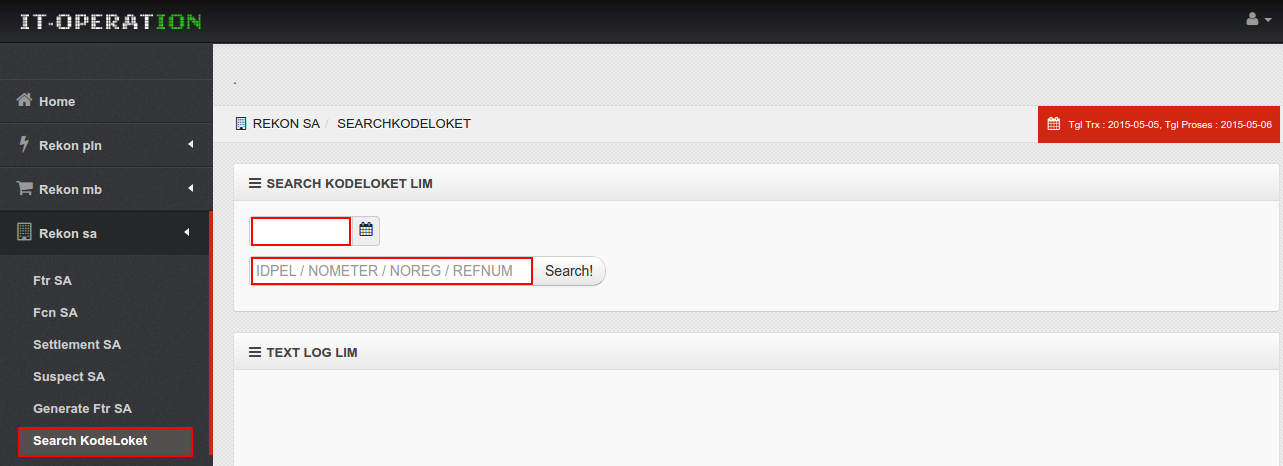 IT-OPERATION
Home
Rekon pln
Rekon mb
Rekon sa
Ftr SA
Fcn SA
Settlement SA
Suspect SA
Generate Ftr SA
Search KodeLoket
.
REKON SA / SEARCHKODELOKET
Tgl Trx : 2015-05-05, Tgl Proses : 2015-05-06
SEARCH KODELOKET LIM
IDPEL / NOMETER / NOREG / REFNUM Search!
TEXT LOG LIM